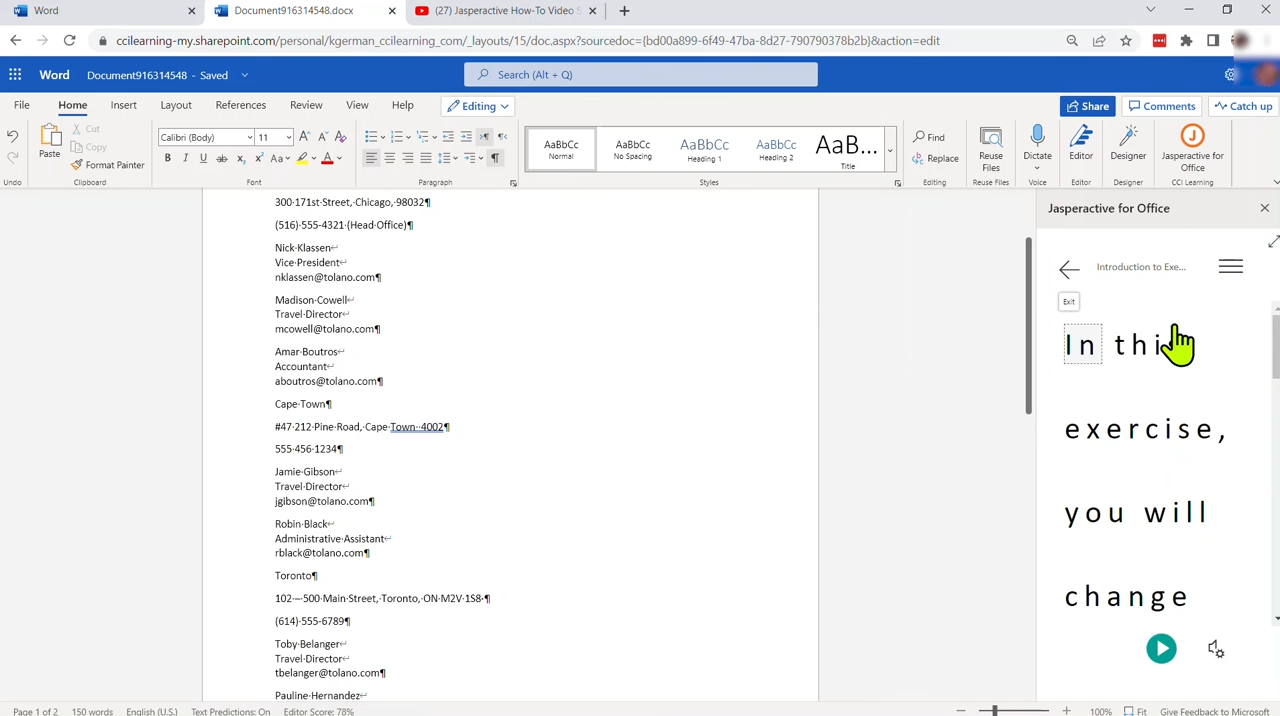 Word
Document916314548.docx
(27) Jasperactive How-To Video S
ccilearning-my.sharepoint.com/personal/kgerman_ccilearning_com/_layouts/15/doc.aspx?sourcedoc={bd00a899-6f49-47ba-8d27-790790378b2b}&action=edit
Word
Document916314548 - Saved
Search (Alt + Q)
File Home Insert Layout References Review View Help
Editing
Share
Comments
Catch up
Paste
Cut
Copy
Format Painter
Calibri (Body)
11
AaBbCc
Normal
AaBbCc
No Spacing
AaBbCc
Heading 1
AaBbCc
Heading 2
AaB...
Title
Find
Replace
Reuse
Files
Dictate
Editor
Designer
Jasperactive for
Office
Undo Clipboard Font Paragraph Styles Editing Reuse Files Voice Editor Designer CCI Learning
300·171st·Street,·Chicago,·98032¶
(516)·555-4321·(Head·Office)¶
Nick·Klassen↵
Vice·President↵
nklassen@tolano.com¶
Madison·Cowell↵
Travel·Director↵
mcowell@tolano.com¶
Amar·Boutros↵
Accountant↵
aboutros@tolano.com¶
Cape·Town¶
#47·212·Pine·Road,·Cape·Town··4002¶
555·456·1234¶
Jamie·Gibson↵
Travel·Director↵
jgibson@tolano.com¶
Robin·Black↵
Administrative·Assistant↵
rblack@tolano.com¶
Toronto¶
102·–·500·Main·Street,·Toronto,·ON·M2V·1S8·¶
(614)·555-6789¶
Toby·Belanger↵
Travel·Director↵
tbelanger@tolano.com¶
Pauline·Hernandez↵
Jasperactive for Office
Introduction to Exe...
Exit
In thi
exercise,
you will
change
Page 1 of 2 150 words English (U.S.) Text Predictions: On Editor Score: 78%
100% Fit Give Feedback to Microsoft